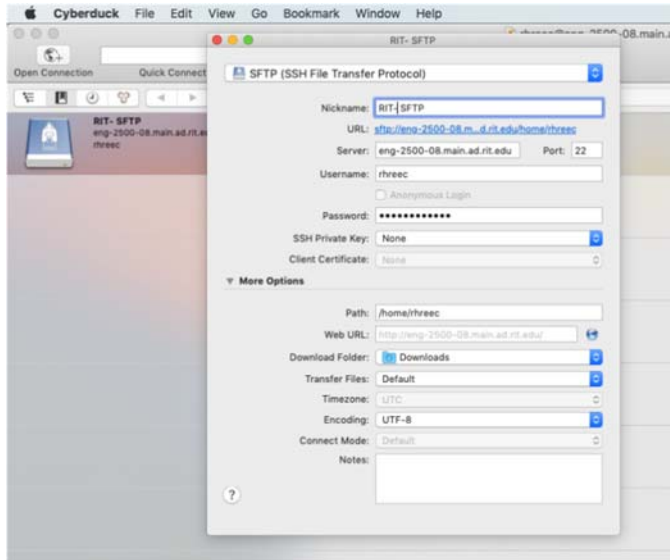 Cyberduck File Edit View Go Bookmark Window Help
RIT- SFTP
-08.main.a
Open Connection Quick Connect
SFTP (SSH File Transfer Protocol)
RIT- SFTP
eng-2500-08.main.ad.rit.e
rhreec
Nickname: RIT- SFTP
URL: sftp://eng-2500-08.m...d.rit.edu/home/rhreec
Server: eng-2500-08.main.ad.rit.edu Port: 22
Username: rhreec
Anonymous Login
Password: ••••••••••••
SSH Private Key: None
Client Certificate: None
▼ More Options
Path: /home/rhreec
Web URL: http://eng-2500-08.main.ad.rit.edu/
Download Folder: Downloads
Transfer Files: Default
Timezone: UTC
Encoding: UTF-8
Connect Mode: Default
Notes:
?